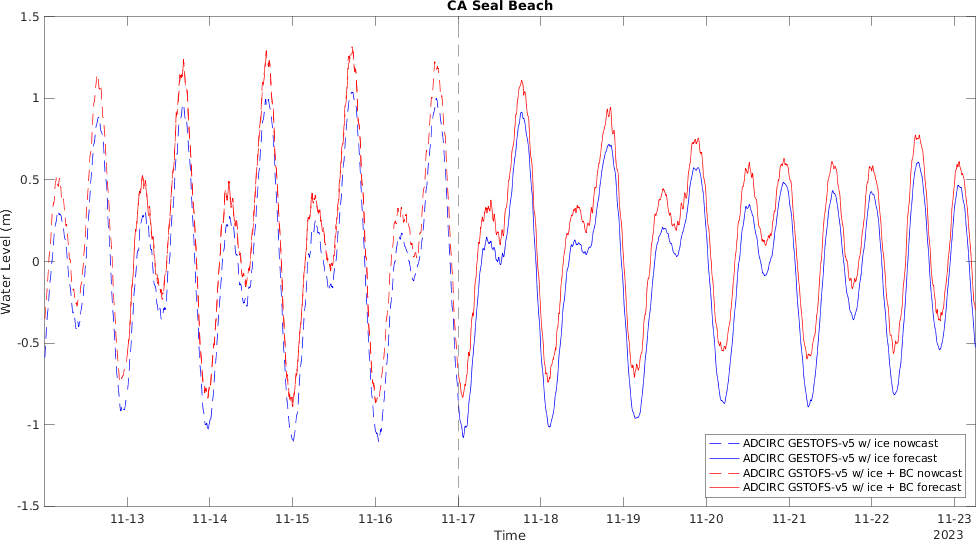 CA Seal Beach
1.5
1
0.5
0
-0.5
-1
-1.5
Water Level (m)
11-13
11-14
11-15
11-16
11-17
11-18
11-19
11-20
11-21
11-22
11-23
2023
Time
ADCIRC GESTOFS-v5 w/ ice nowcast
ADCIRC GESTOFS-v5 w/ ice forecast
ADCIRC GSTOFS-v5 w/ ice + BC nowcast
ADCIRC GSTOFS-v5 w/ ice + BC forecast